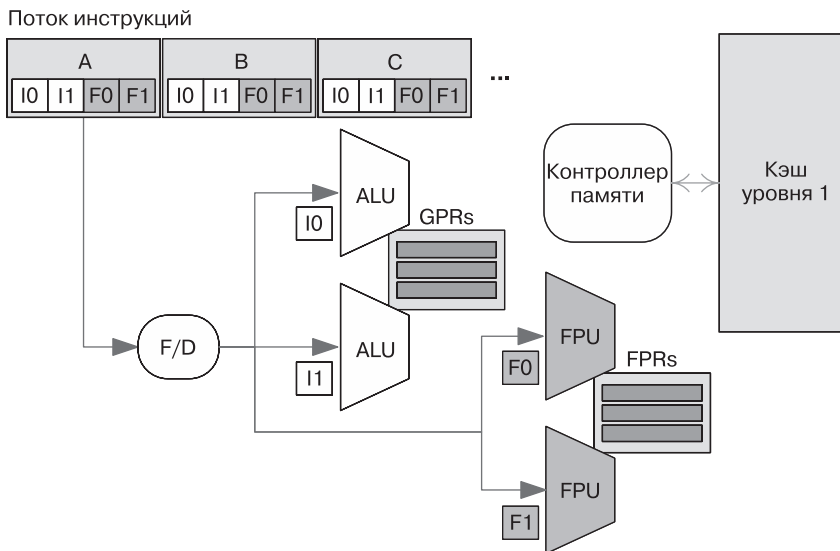 Поток инструкций
A B C
I0 I1 F0 F1 I0 I1 F0 F1 I0 I1 F0 F1 ...
Контроллер
памяти
Кэш
уровня 1
ALU
I0
GPRs
F/D
ALU
I1
FPU
F0
FPRs
FPU
F1